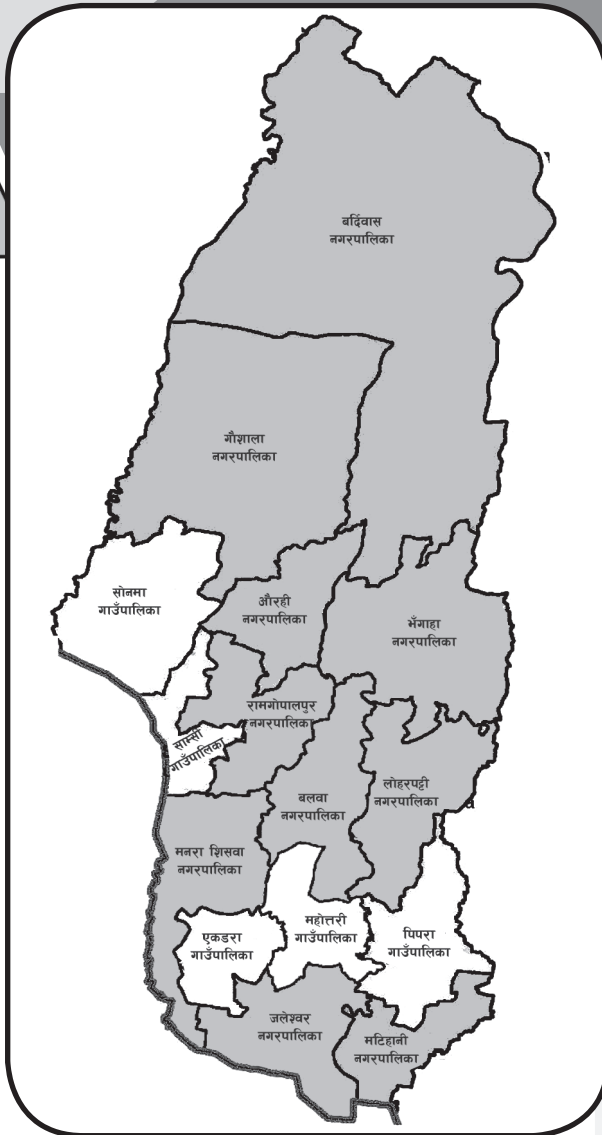 बर्दिवास
नगरपालिका
गौशाला
नगरपालिका
सोनमा
गाउँपालिका
औरही
नगरपालिका
भँगाहा
नगरपालिका
रामगोपालपुर
नगरपालिका
साम्सी
गाउँपालिका
बलवा
नगरपालिका
लोहरपट्टी
नगरपालिका
मनरा शिसवा
नगरपालिका
एकडरा
गाउँपालिका
महोत्तरी
गाउँपालिका
पिपरा
गाउँपालिका
जलेश्वर
नगरपालिका
मटिहानी
नगरपालिका